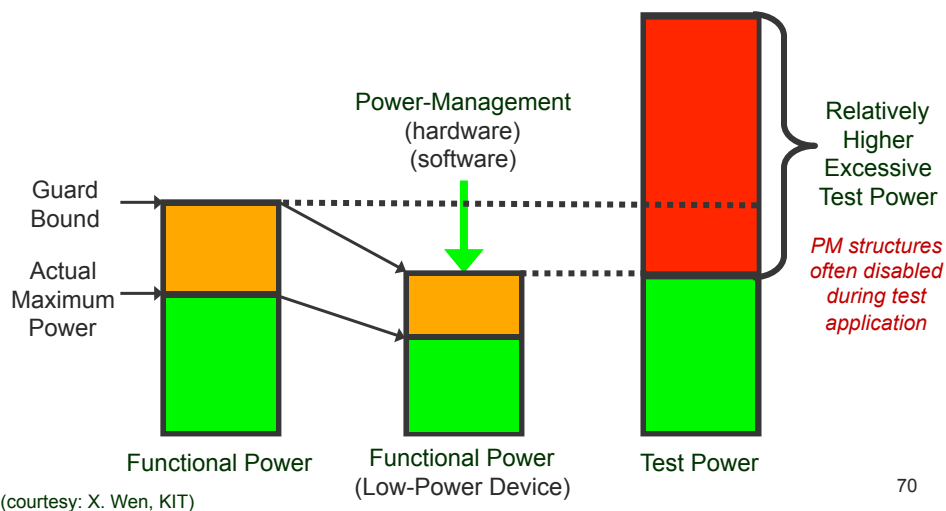 Power-Management
(hardware)
(software)
Guard
Bound
Actual
Maximum
Power
Relatively
Higher
Excessive
Test Power
PM structures
often disabled
during test
application
Functional Power
Functional Power
(Low-Power Device)
Test Power
(courtesy: X. Wen, KIT)
70